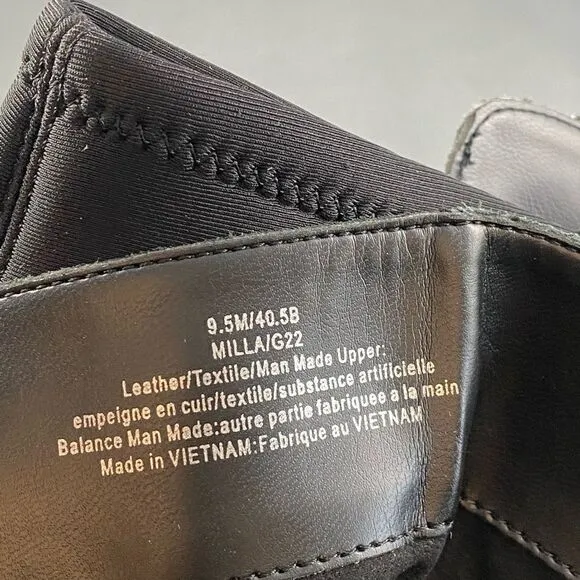 9.5M/40.5B
MILLA/G22
Leather/Textile/Man Made Upper:
empeigne en cuir/textile/substance artificielle
Balance Man Made:autre partie fabriquee a la main
Made in VIETNAM:Fabrique au VIETNAM